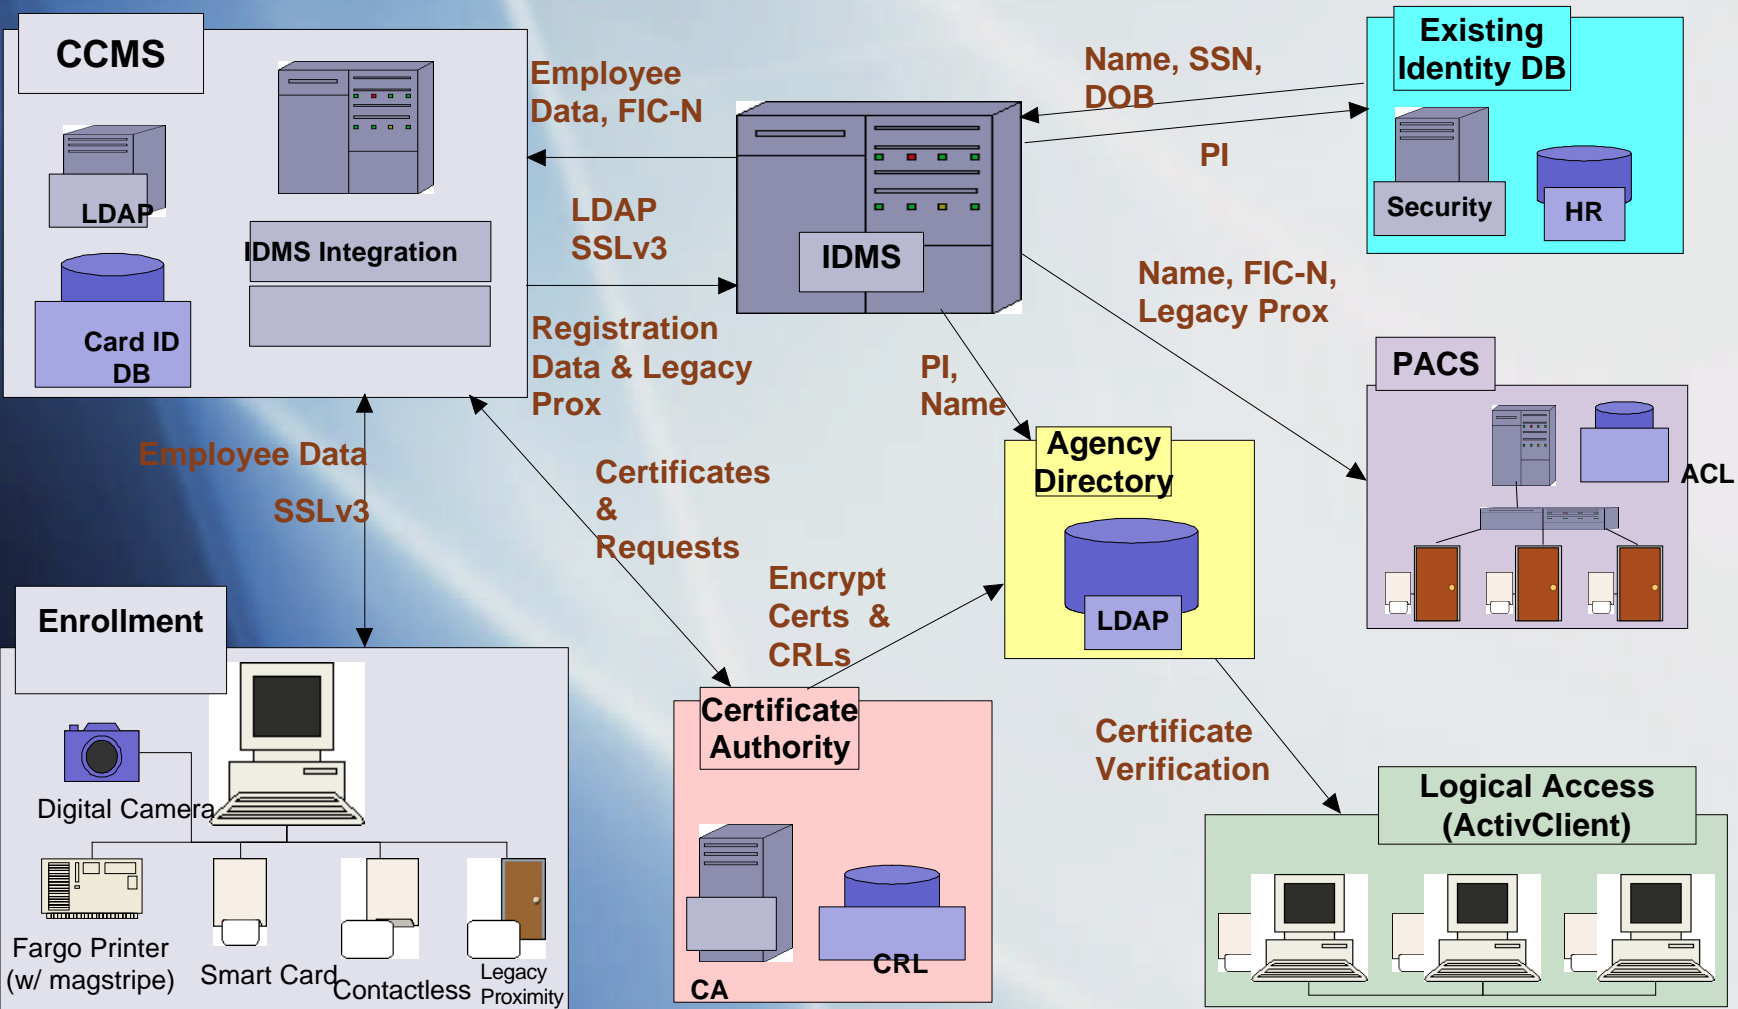 CCMS
LDAP
IDMS Integration
Card ID
DB
Employee
Data, FIC-N
LDAP
SSLv3
Registration
Data & Legacy
Prox
IDMS
Name, SSN,
DOB
PI
Existing
Identity DB
Security
HR
Name, FIC-N,
Legacy Prox
PI,
Name
PACS
ACL
Employee Data
SSLv3
Certificates
&
Requests
Agency
Directory
LDAP
Encrypt
Certs &
CRLs
Enrollment
Digital Camera
Fargo Printer
(w/ magstripe)
Smart Card
Contactless
Legacy
Proximity
Certificate
Authority
CA
CRL
Certificate
Verification
Logical Access
(ActivClient)